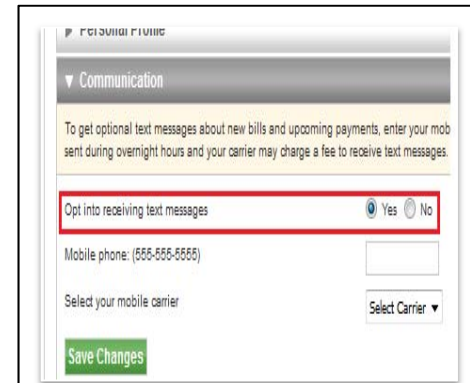 Personal Profile
Communication
To get optional text messages about new bills and upcoming payments, enter your mob
sent during overnight hours and your carrier may charge a fee to receive text messages.
Opt into receiving text messages Yes No
Mobile phone: (555-555-5555)
Select your mobile carrier Select Carrier
Save Changes